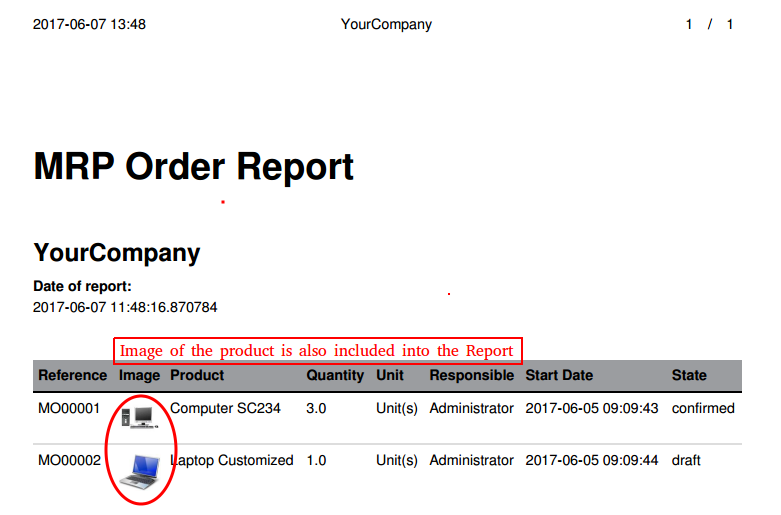 2017-06-07 13:48 YourCompany 1 / 1
MRP Order Report
YourCompany
Date of report:
2017-06-07 11:48:16.870784
Image of the product is also included into the Report
Reference Image Product Quantity Unit Responsible Start Date State
MO00001 Computer SC234 3.0 Unit(s) Administrator 2017-06-05 09:09:43 confirmed
MO00002 Laptop Customized 1.0 Unit(s) Administrator 2017-06-05 09:09:44 draft